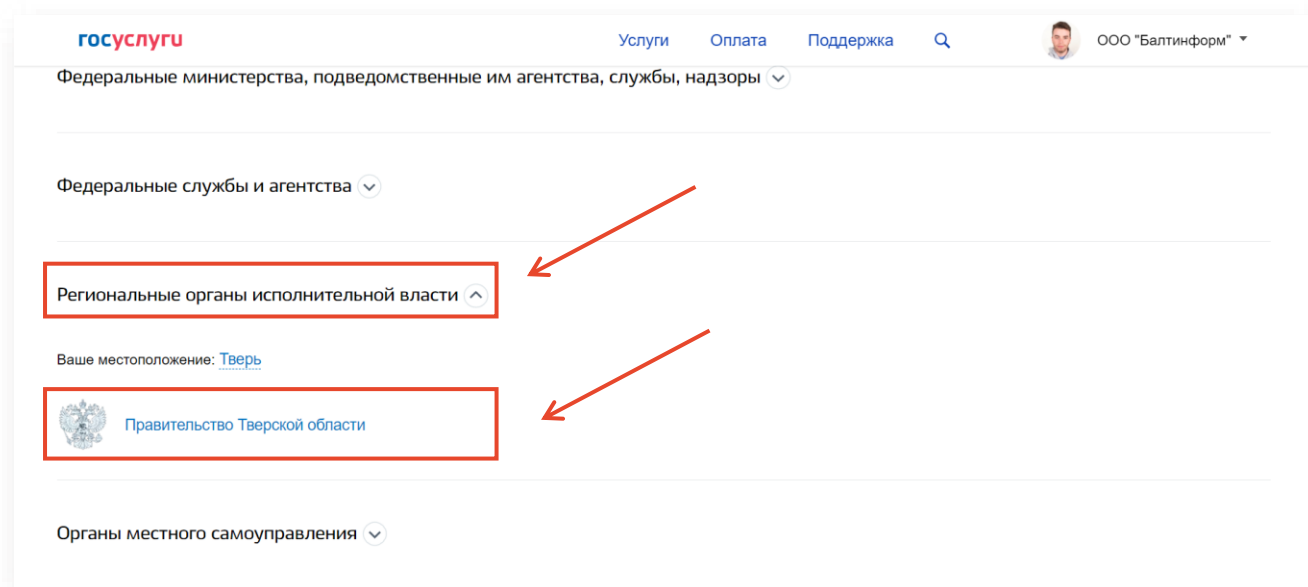 госуслуги Услуги Оплата Поддержка ООО "Балтинформ"
Федеральные министерства, подведомственные им агентства, службы, надзоры
Федеральные службы и агентства
Региональные органы исполнительной власти
Ваше местоположение: Тверь
Правительство Тверской области
Органы местного самоуправления